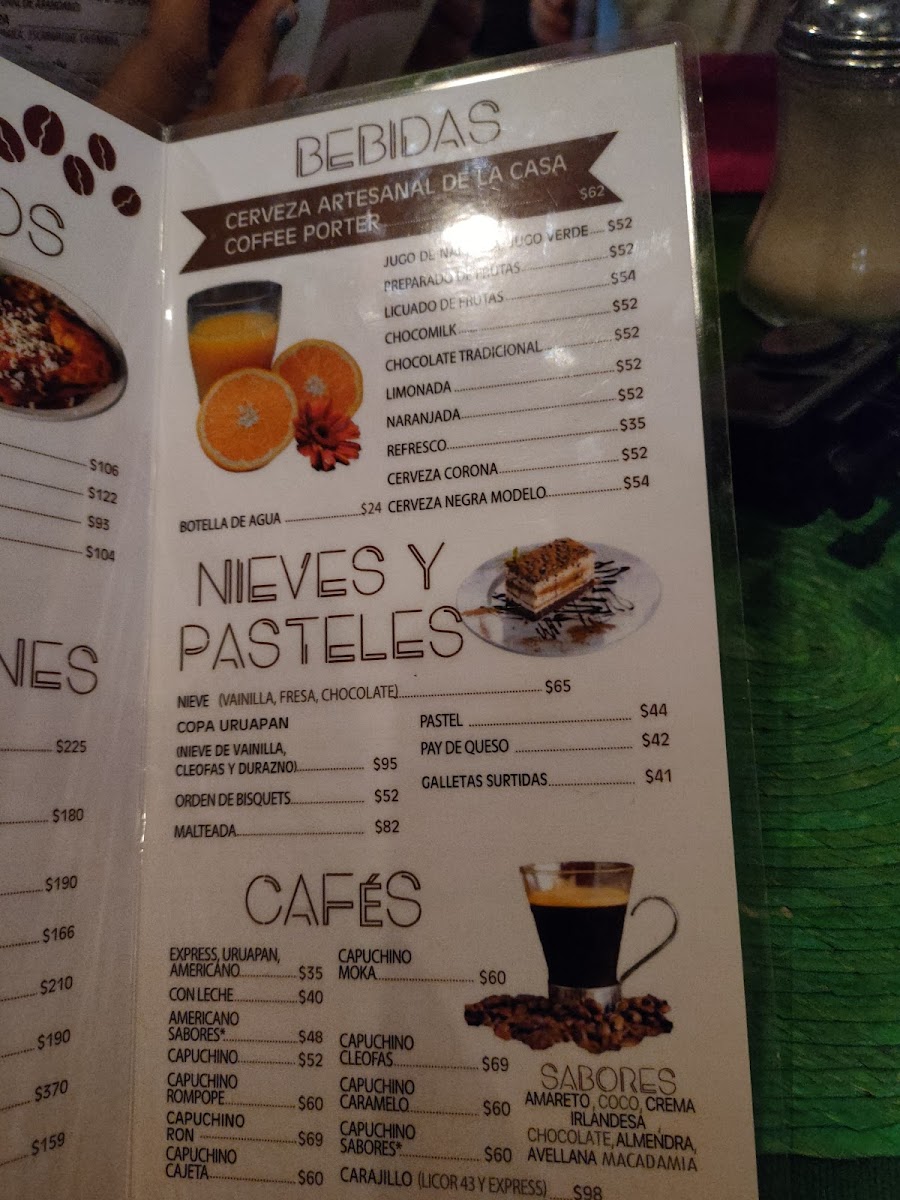 OS
$106
$122
$93
$104
NES
$225
$180
$190
$166
$210
$190
$370
$159
BEBIDAS
CERVEZA ARTESANAL DE LA CASA
COFFEE PORTER $62
JUGO DE JUGO VERDE.... $52
PREPARADO DE FRUTAS........ $52
LICUADO DE FRUTAS........ $54
CHOCOMILK........ $52
CHOCOLATE TRADICIONAL........ $52
LIMONADA........ $52
NARANJADA........ $52
REFRESCO........ $35
CERVEZA CORONA........ $52
BOTELLA DE AGUA........ $24
CERVEZA NEGRA MODELO........ $54
NIEVES Y
PASTELES
NIEVE (VAINILLA, FRESA, CHOCOLATE)........ $65
COPA URUAPAN
(NIEVE DE VAINILLA,
CLEOFAS Y DURAZNO)........ $95
ORDEN DE BISQUETS........ $52
MALTEADA........ $82
PASTEL........ $44
PAY DE QUESO........ $42
GALLETAS SURTIDAS........ $41
CAFÉS
EXPRESS, URUAPAN,
AMERICANO........ $35
CON LECHE........ $40
AMERICANO
SABORES*........ $48
CAPUCHINO........ $52
CAPUCHINO
ROMPOPE........ $60
CAPUCHINO
RON........ $69
CAPUCHINO
CAJETA........ $60
CAPUCHINO
MOKA........ $60
CAPUCHINO
CLEOFAS........ $69
CAPUCHINO
CARAMELO........ $60
CAPUCHINO
SABORES*........ $60
CARAJILLO (LICOR 43 Y EXPRESS)........ $98
SABORES
AMARETO, COCO, CREMA
IRLANDESA,
CHOCOLATE, ALMENDRA,
AVELLANA MACADAMIA